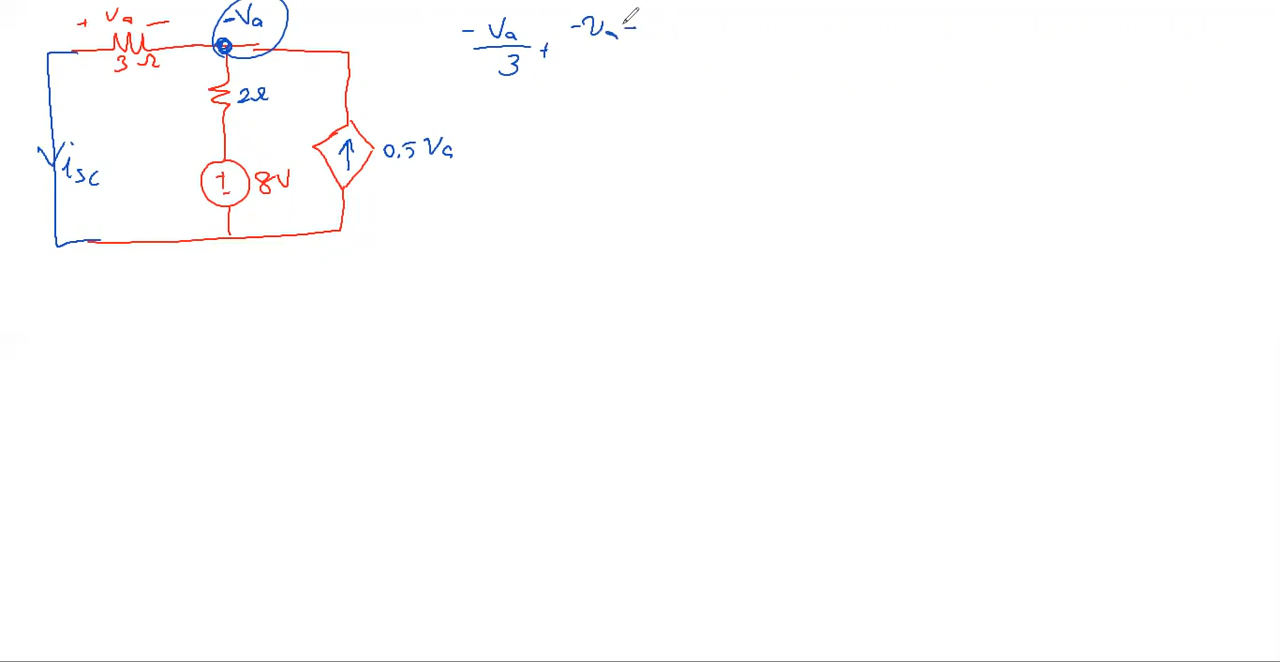 + Va −
-Va
3 Ω
2Ω
isc
± 8V
0.5 Va
- Va/3 + -Va -